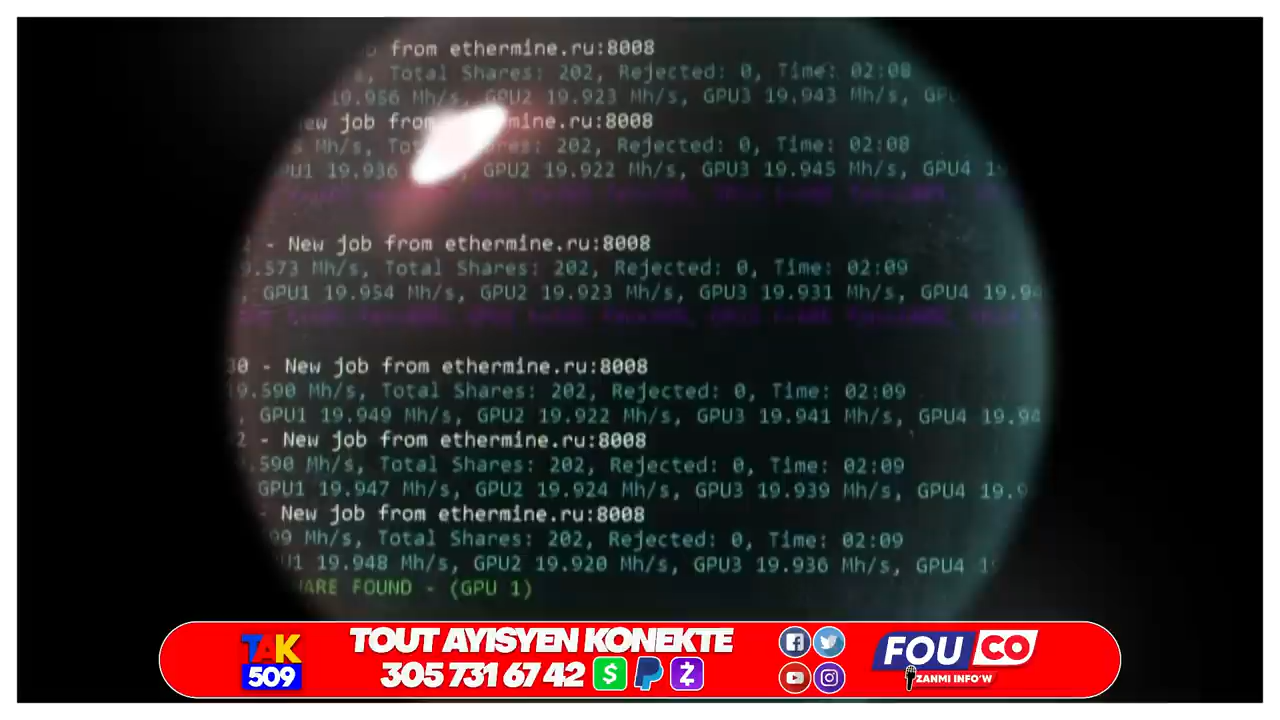 from ethermine.ru:8008
Total Shares: 202, Rejected: 0, Time: 02:08
19.956 Mh/s, GPU2 19.923 Mh/s, GPU3 19.943 Mh/s,
job from ethermine.ru:8008
Mh/s, Rejected: 0, Time: 02:08
19.936 GPU2 19.922 Mh/s, GPU3 19.945 Mh/s, GPU4
- New job from ethermine.ru:8008
Mh/s, Total Shares: 202, Rejected: 0, Time: 02:09
, GPU1 19.954 Mh/s, GPU2 19.923 Mh/s, GPU3 19.931 Mh/s, GPU4
- New job from ethermine.ru:8008
19.590 Mh/s, Total Shares: 202, Rejected: 0, Time: 02:09
, GPU1 19.949 Mh/s, GPU2 19.922 Mh/s, GPU3 19.941 Mh/s, GPU4
- New job from ethermine.ru:8008
.590 Mh/s, Total Shares: 202, Rejected: 0, Time: 02:09
GPU1 19.947 Mh/s, GPU2 19.924 Mh/s, GPU3 19.939 Mh/s, GPU4
- New job from ethermine.ru:8008
Mh/s, Total Shares: 202, Rejected: 0, Time: 02:09
19.948 Mh/s, GPU2 19.920 Mh/s, GPU3 19.936 Mh/s, GPU4
FOUND - (GPU 1)
TAK
509
TOUT AYISYEN KONEKTE
305 731 67 42
FOU CO
ZANMI INFO'W